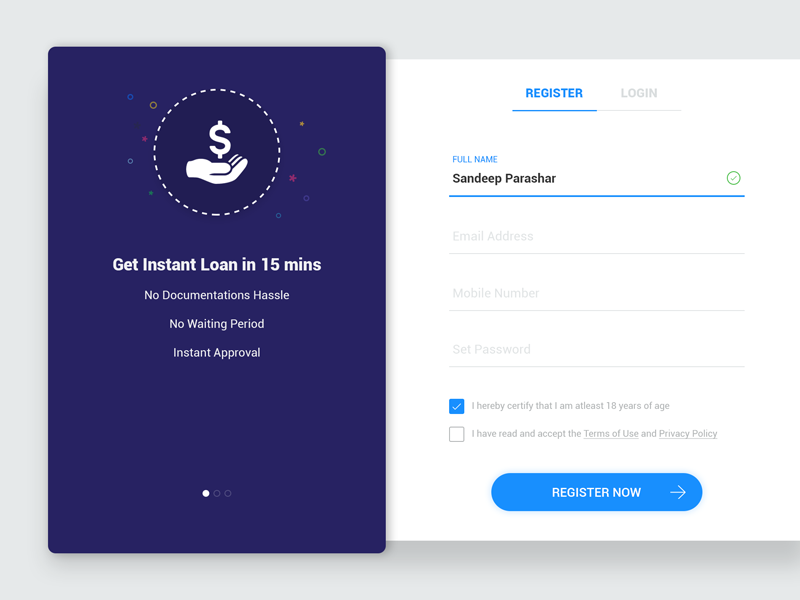 $
Get Instant Loan in 15 mins
No Documentations Hassle
No Waiting Period
Instant Approval
REGISTER LOGIN
FULL NAME
Sandeep Parashar
Email Address
Mobile Number
Set Password
I hereby certify that I am atleast 18 years of age
I have read and accept the Terms of Use and Privacy Policy
REGISTER NOW